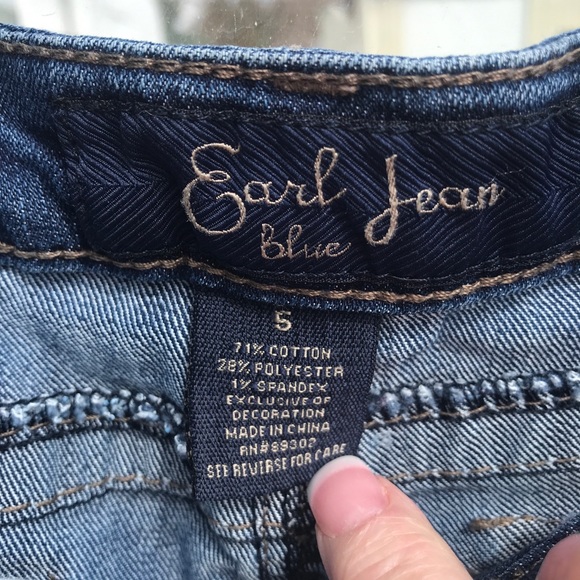 Earl Jean
Blue
5
71% COTTON
28% POLYESTER
1% SPANDEX
EXCLUSIVE OF
DECORATION
MADE IN CHINA
RN#89302
SEE REVERSE FOR CARE